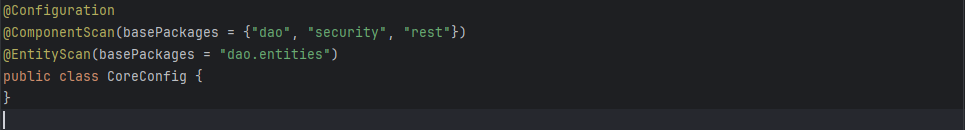 @Configuration
@ComponentScan(basePackages = {"dao", "security", "rest"})
@EntityScan(basePackages = "dao.entities")
public class CoreConfig {
}